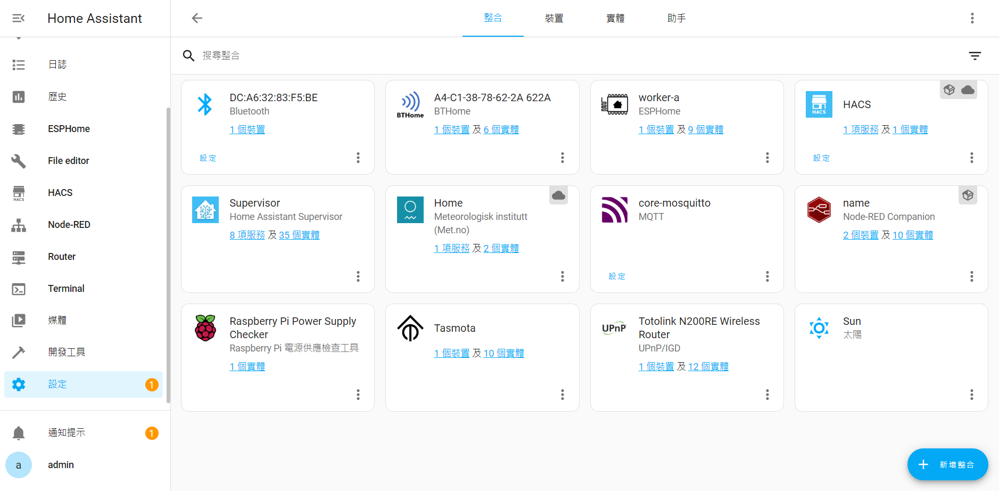 Home Assistant
日誌
歷史
ESPHome
File editor
HACS
HACS
Node-RED
Router
Terminal
媒體
開發工具
設定
1
通知提示
1
a
admin
整合
裝置
實體
助手
搜尋整合
DC:A6:32:83:F5:BE
Bluetooth
1 個裝置
設定
BTHome
A4-C1-38-78-62-2A 622A
BTHome
1 個裝置 及 6 個實體
worker-a
ESPHome
1 個裝置 及 9 個實體
HACS
HACS
1 項服務 及 1 個實體
設定
Supervisor
Home Assistant Supervisor
8 項服務 及 35 個實體
Home
Meteorologisk institutt
(Met.no)
1 項服務 及 2 個實體
core-mosquitto
MQTT
設定
name
Node-RED Companion
2 個裝置 及 10 個實體
Raspberry Pi Power Supply
Checker
Raspberry Pi 電源供應檢查工具
1 個實體
Tasmota
1 個裝置 及 10 個實體
UPnP
Totolink N200RE Wireless
Router
UPnP/IGD
1 個裝置 及 12 個實體
Sun
太陽
新增整合